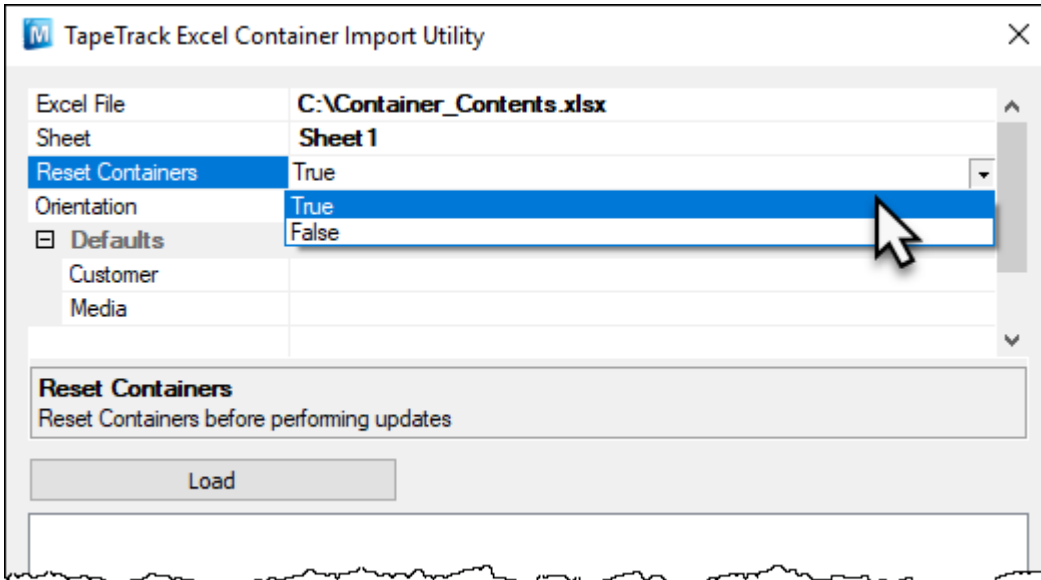 M TapeTrack Excel Container Import Utility
Excel File C:\Container_Contents.xlsx
Sheet Sheet1
Reset Containers True
Orientation True
Defaults False
Customer
Media
Reset Containers
Reset Containers before performing updates
Load